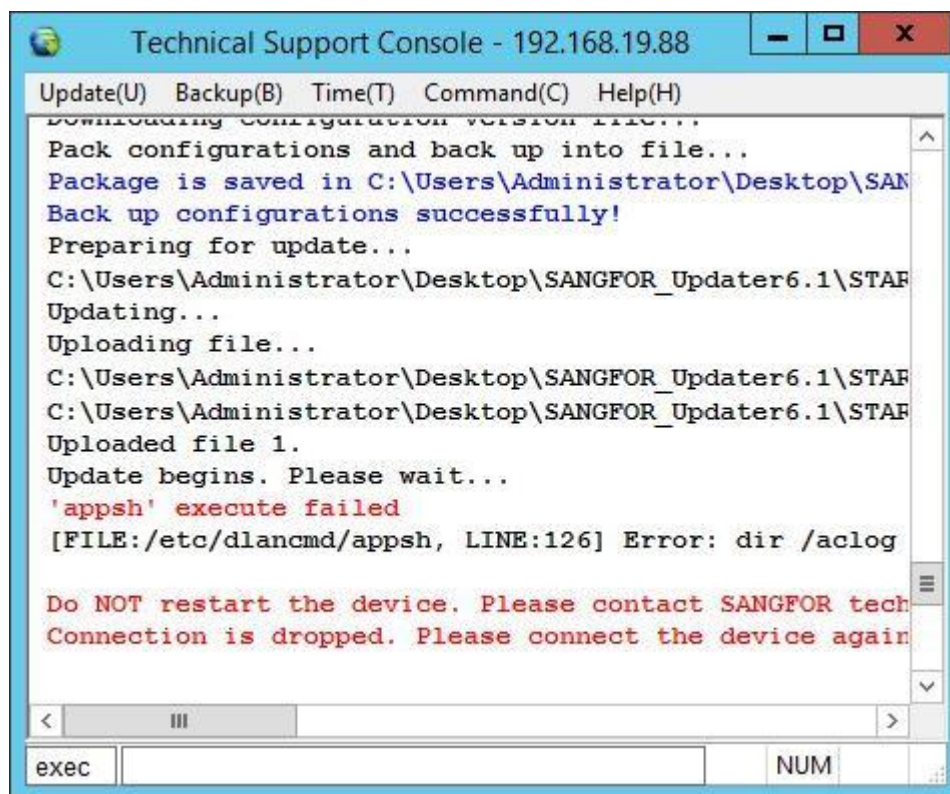 Technical Support Console - 192.168.19.88
Update(U) Backup(B) Time(T) Command(C) Help(H)
Downloading configuration version file...
Pack configurations and back up into file...
Package is saved in C:\Users\Administrator\Desktop\SAN
Back up configurations successfully!
Preparing for update...
C:\Users\Administrator\Desktop\SANGFOR_Updater6.1\STAR
Updating...
Uploading file...
C:\Users\Administrator\Desktop\SANGFOR_Updater6.1\STAR
C:\Users\Administrator\Desktop\SANGFOR_Updater6.1\STAR
Uploaded file 1.
Update begins. Please wait...
'appsh' execute failed
[FILE:/etc/dlancmd/appsh, LINE:126] Error: dir /aclog
Do NOT restart the device. Please contact SANGFOR tech
Connection is dropped. Please connect the device again
exec
NUM